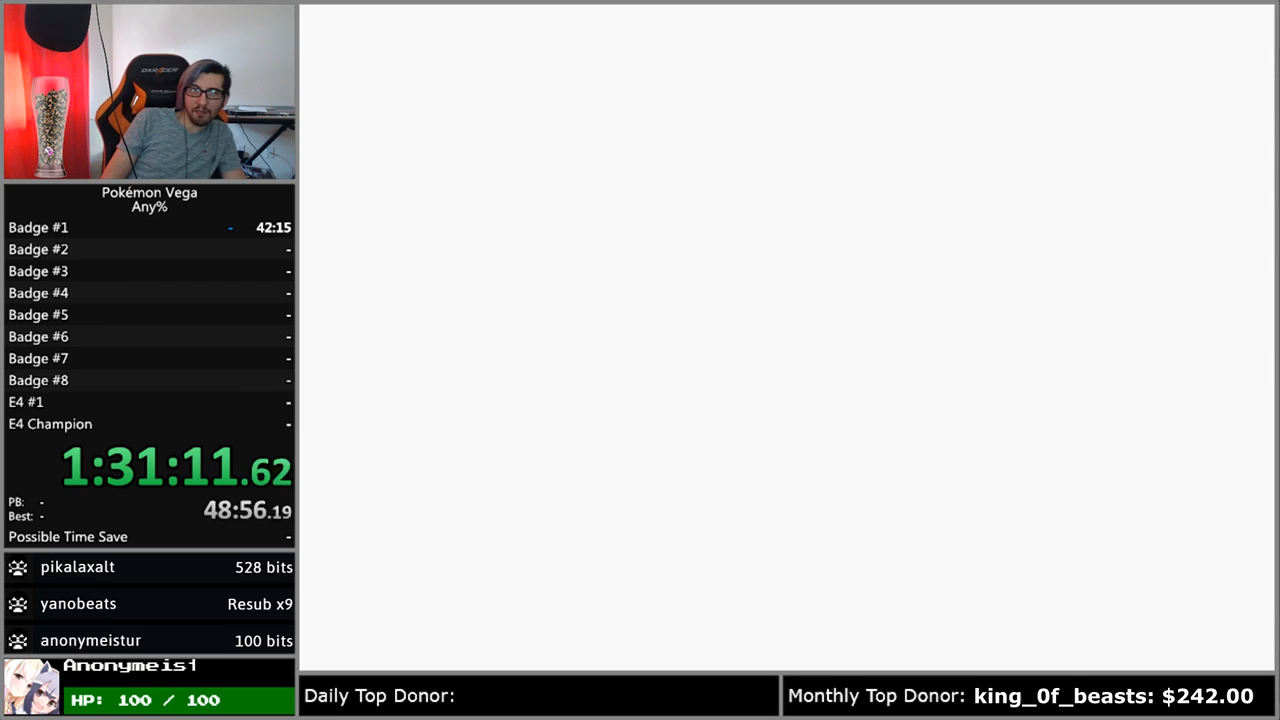 DXRACER
Pokémon Vega
Any%
Badge #1 - 42:15
Badge #2 -
Badge #3 -
Badge #4 -
Badge #5 -
Badge #6 -
Badge #7 -
Badge #8 -
E4 #1 -
E4 Champion -
1:31:11.62
PB: - 48:56.19
Best: -
Possible Time Save -
pikalaxalt 528 bits
yanobeats Resub x9
anonymeistur 100 bits
Anonymeist
HP: 100 / 100
Daily Top Donor:
Monthly Top Donor: king_0f_beasts: $242.00